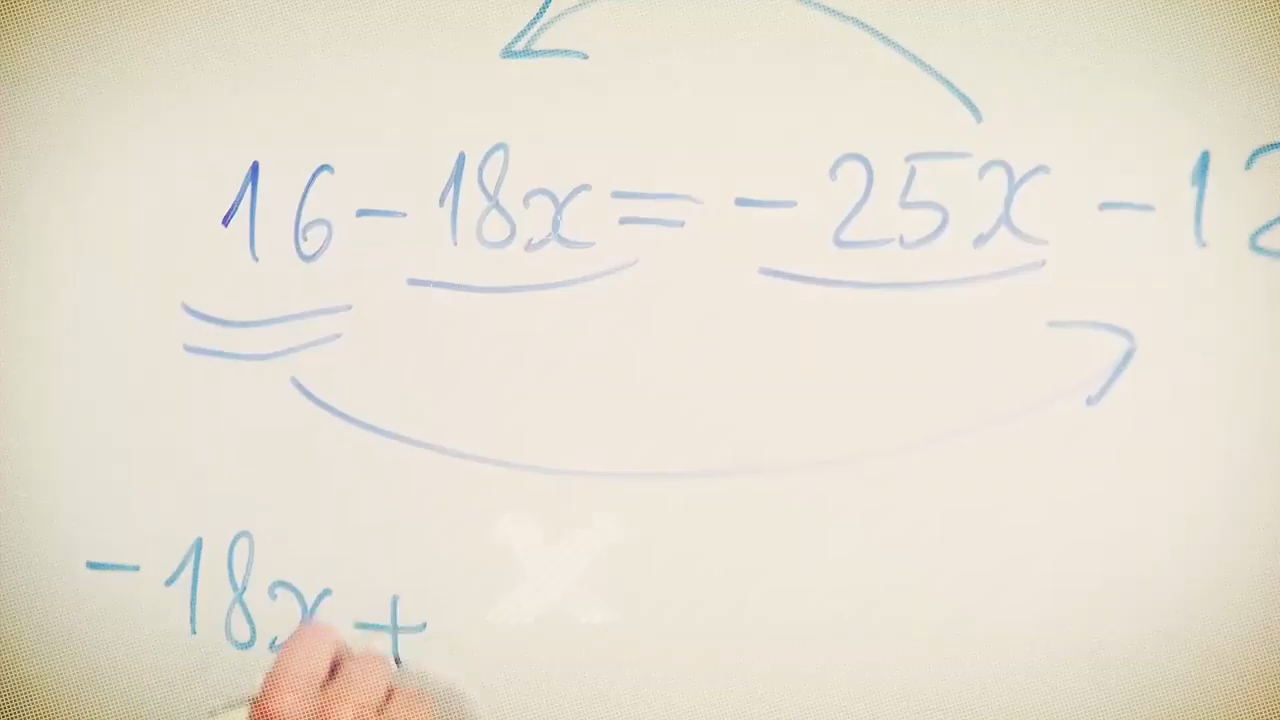 16 - 18x = - 25x - 12
- 18x +